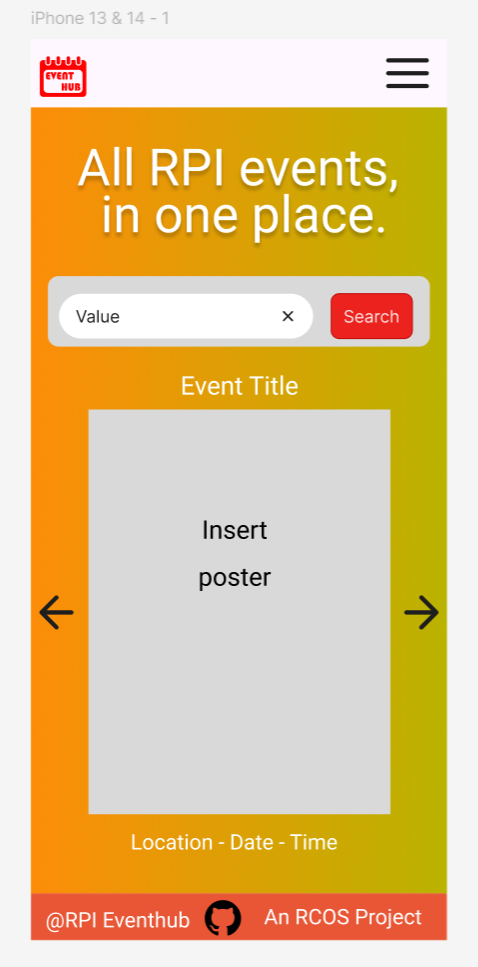 iPhone 13 & 14 - 1
EVENT
HUB
All RPI events,
in one place.
Value
Search
Event Title
Insert
poster
Location - Date - Time
@RPI Eventhub
An RCOS Project